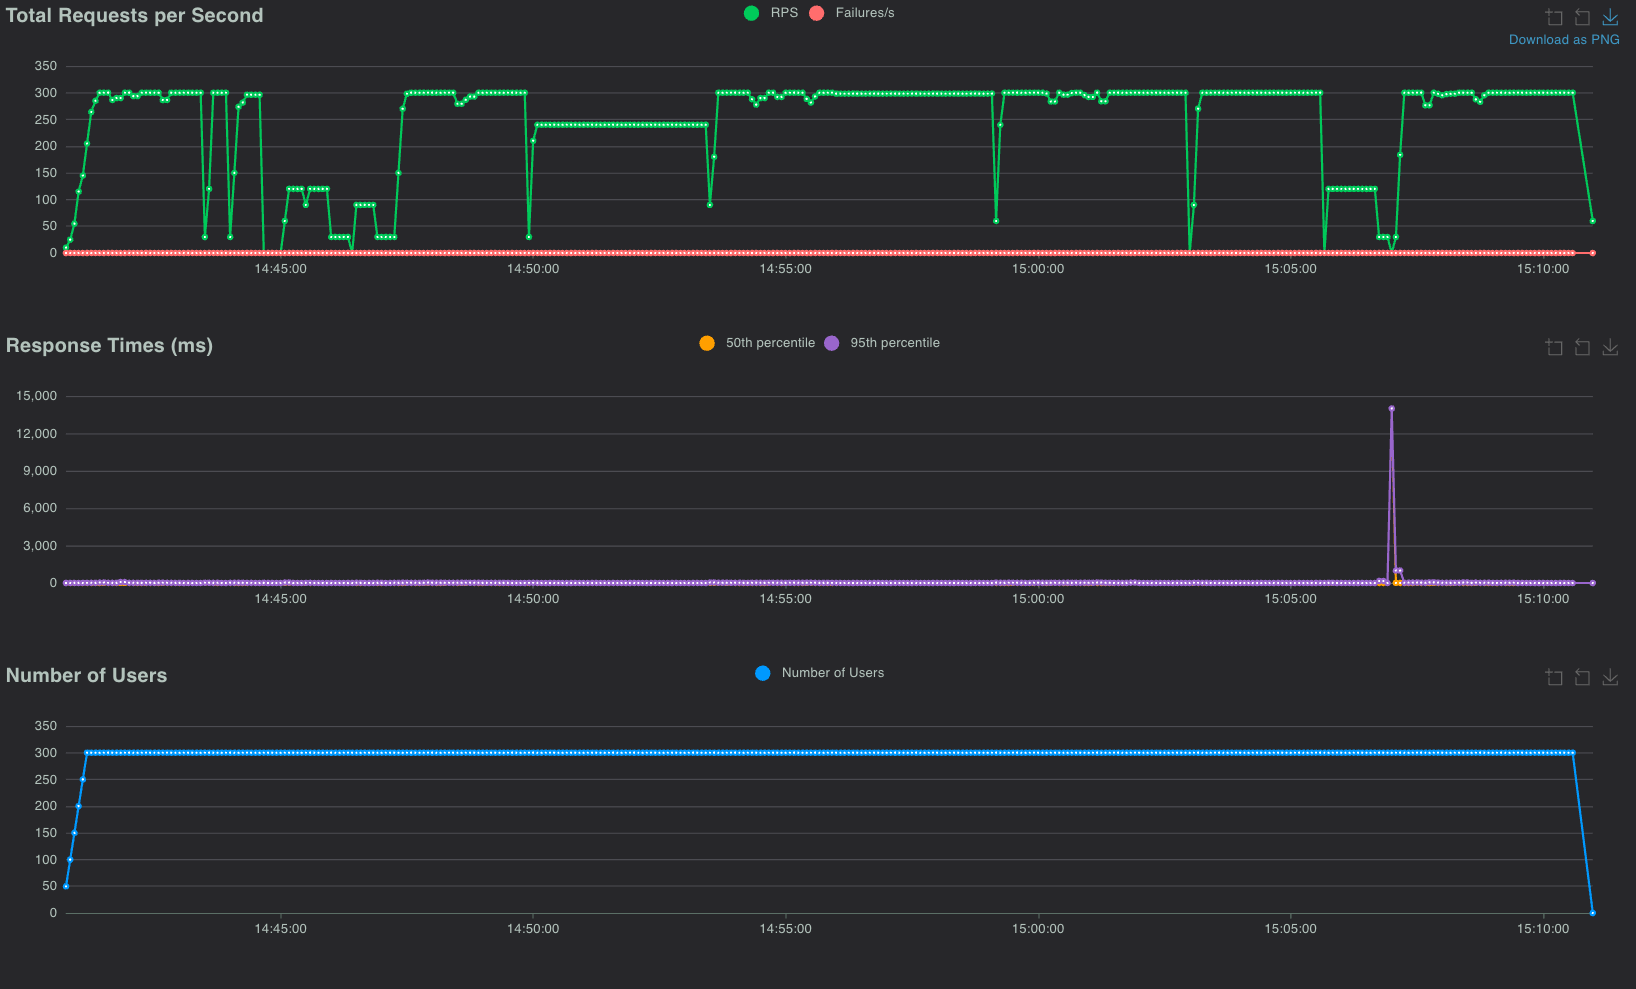 Total Requests per Second
RPS Failures/s
Download as PNG
350
300
250
200
150
100
50
0
14:45:00 14:50:00 14:55:00 15:00:00 15:05:00 15:10:00
Response Times (ms)
50th percentile 95th percentile
15,000
12,000
9,000
6,000
3,000
0
14:45:00 14:50:00 14:55:00 15:00:00 15:05:00 15:10:00
Number of Users
Number of Users
350
300
250
200
150
100
50
0
14:45:00 14:50:00 14:55:00 15:00:00 15:05:00 15:10:00